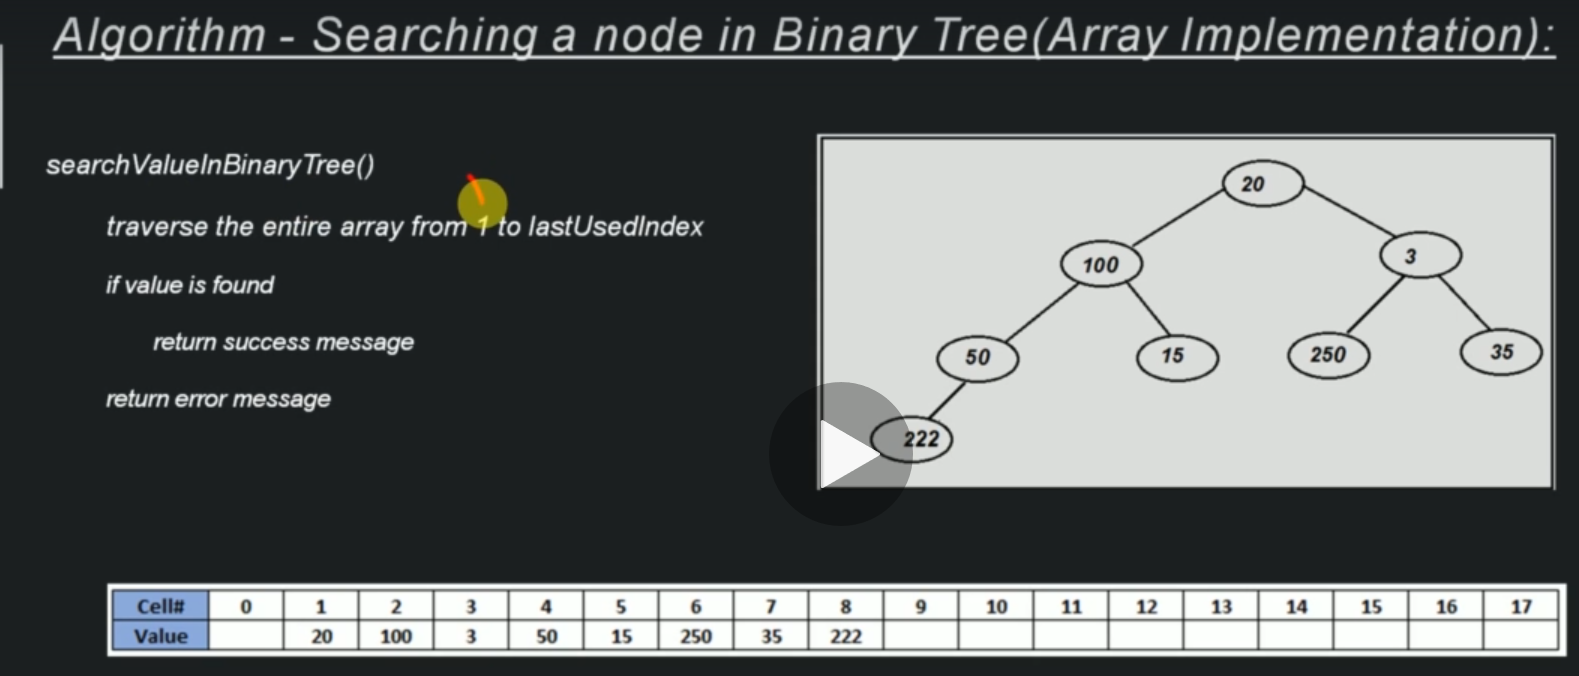 Algorithm - Searching a node in Binary Tree(Array Implementation):
searchValueInBinaryTree()
traverse the entire array from 1 to lastUsedIndex
if value is found
return success message
return error message
20
100 3
50 15 250 35
222
Cell# 0 1 2 3 4 5 6 7 8 9 10 11 12 13 14 15 16 17
Value 20 100 3 50 15 250 35 222